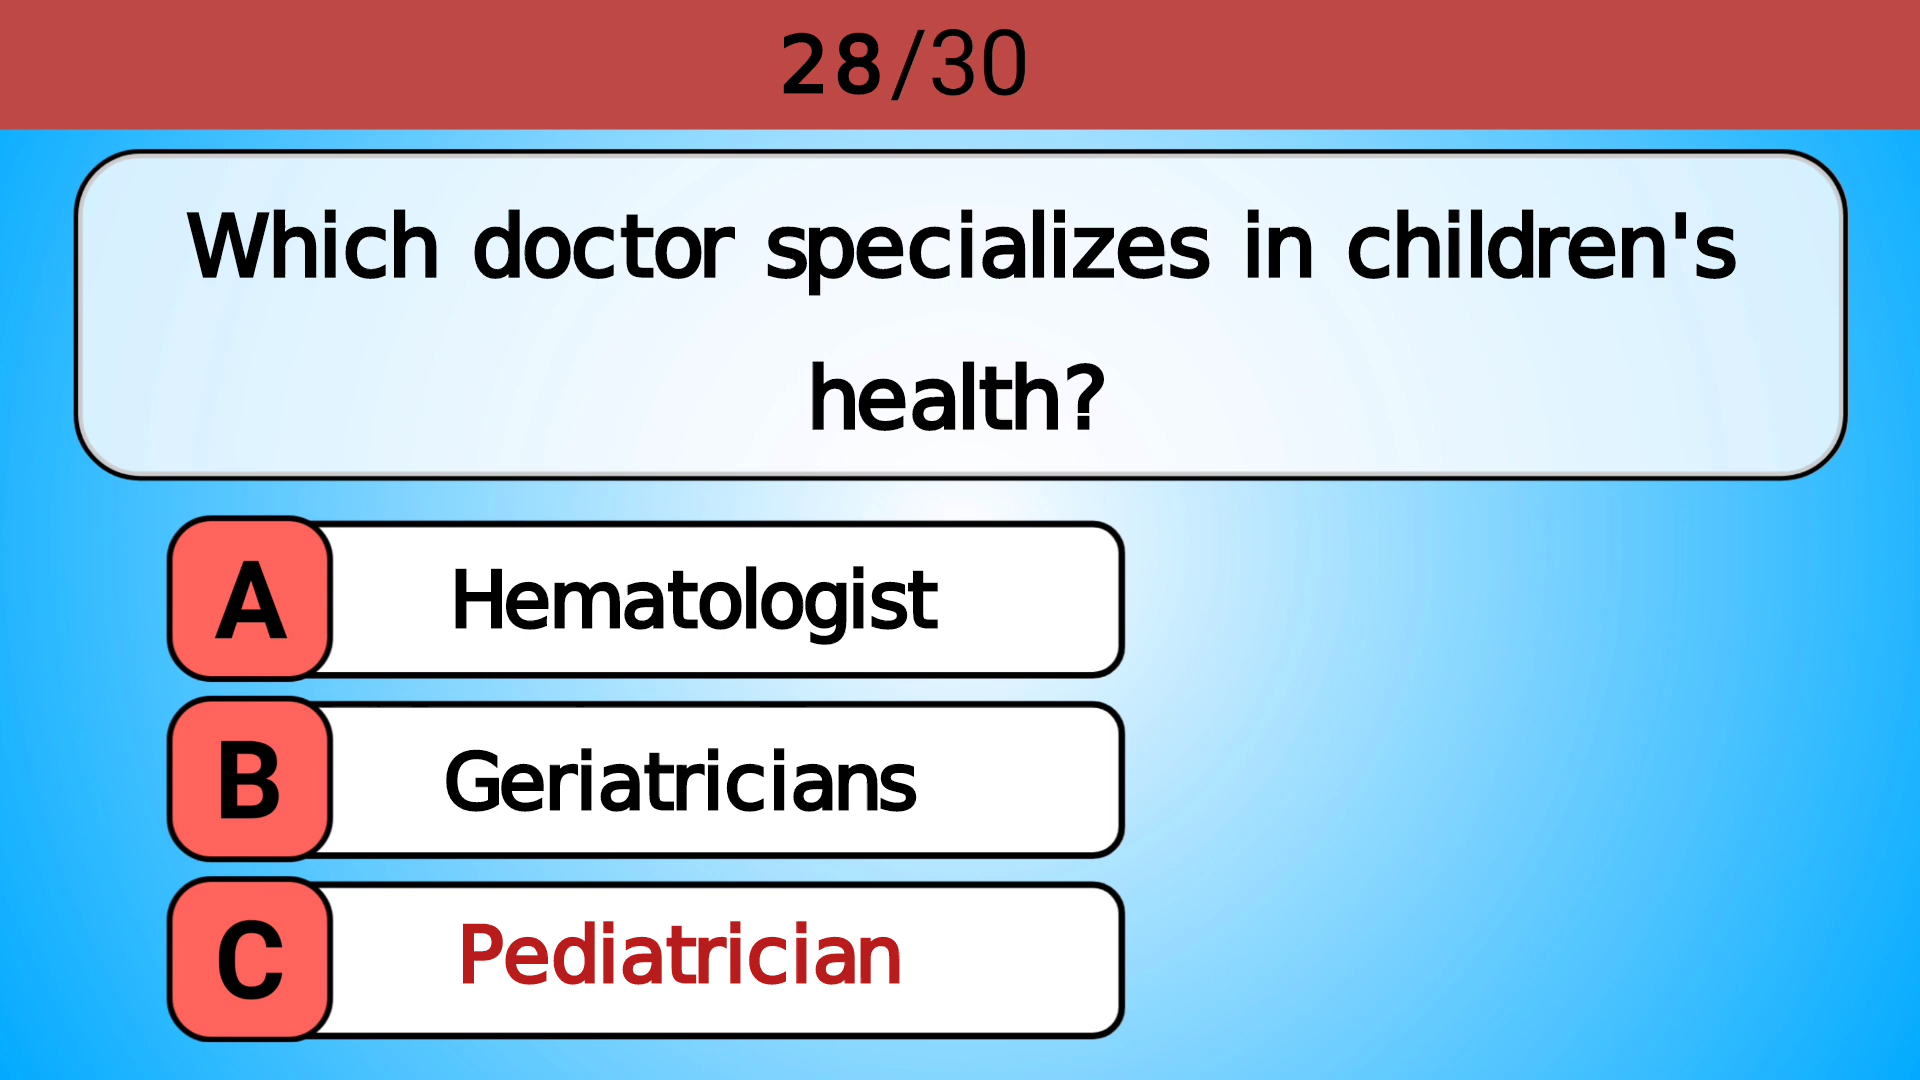 28/30
Which doctor specializes in children's
health?
A Hematologist
B Geriatricians
C Pediatrician